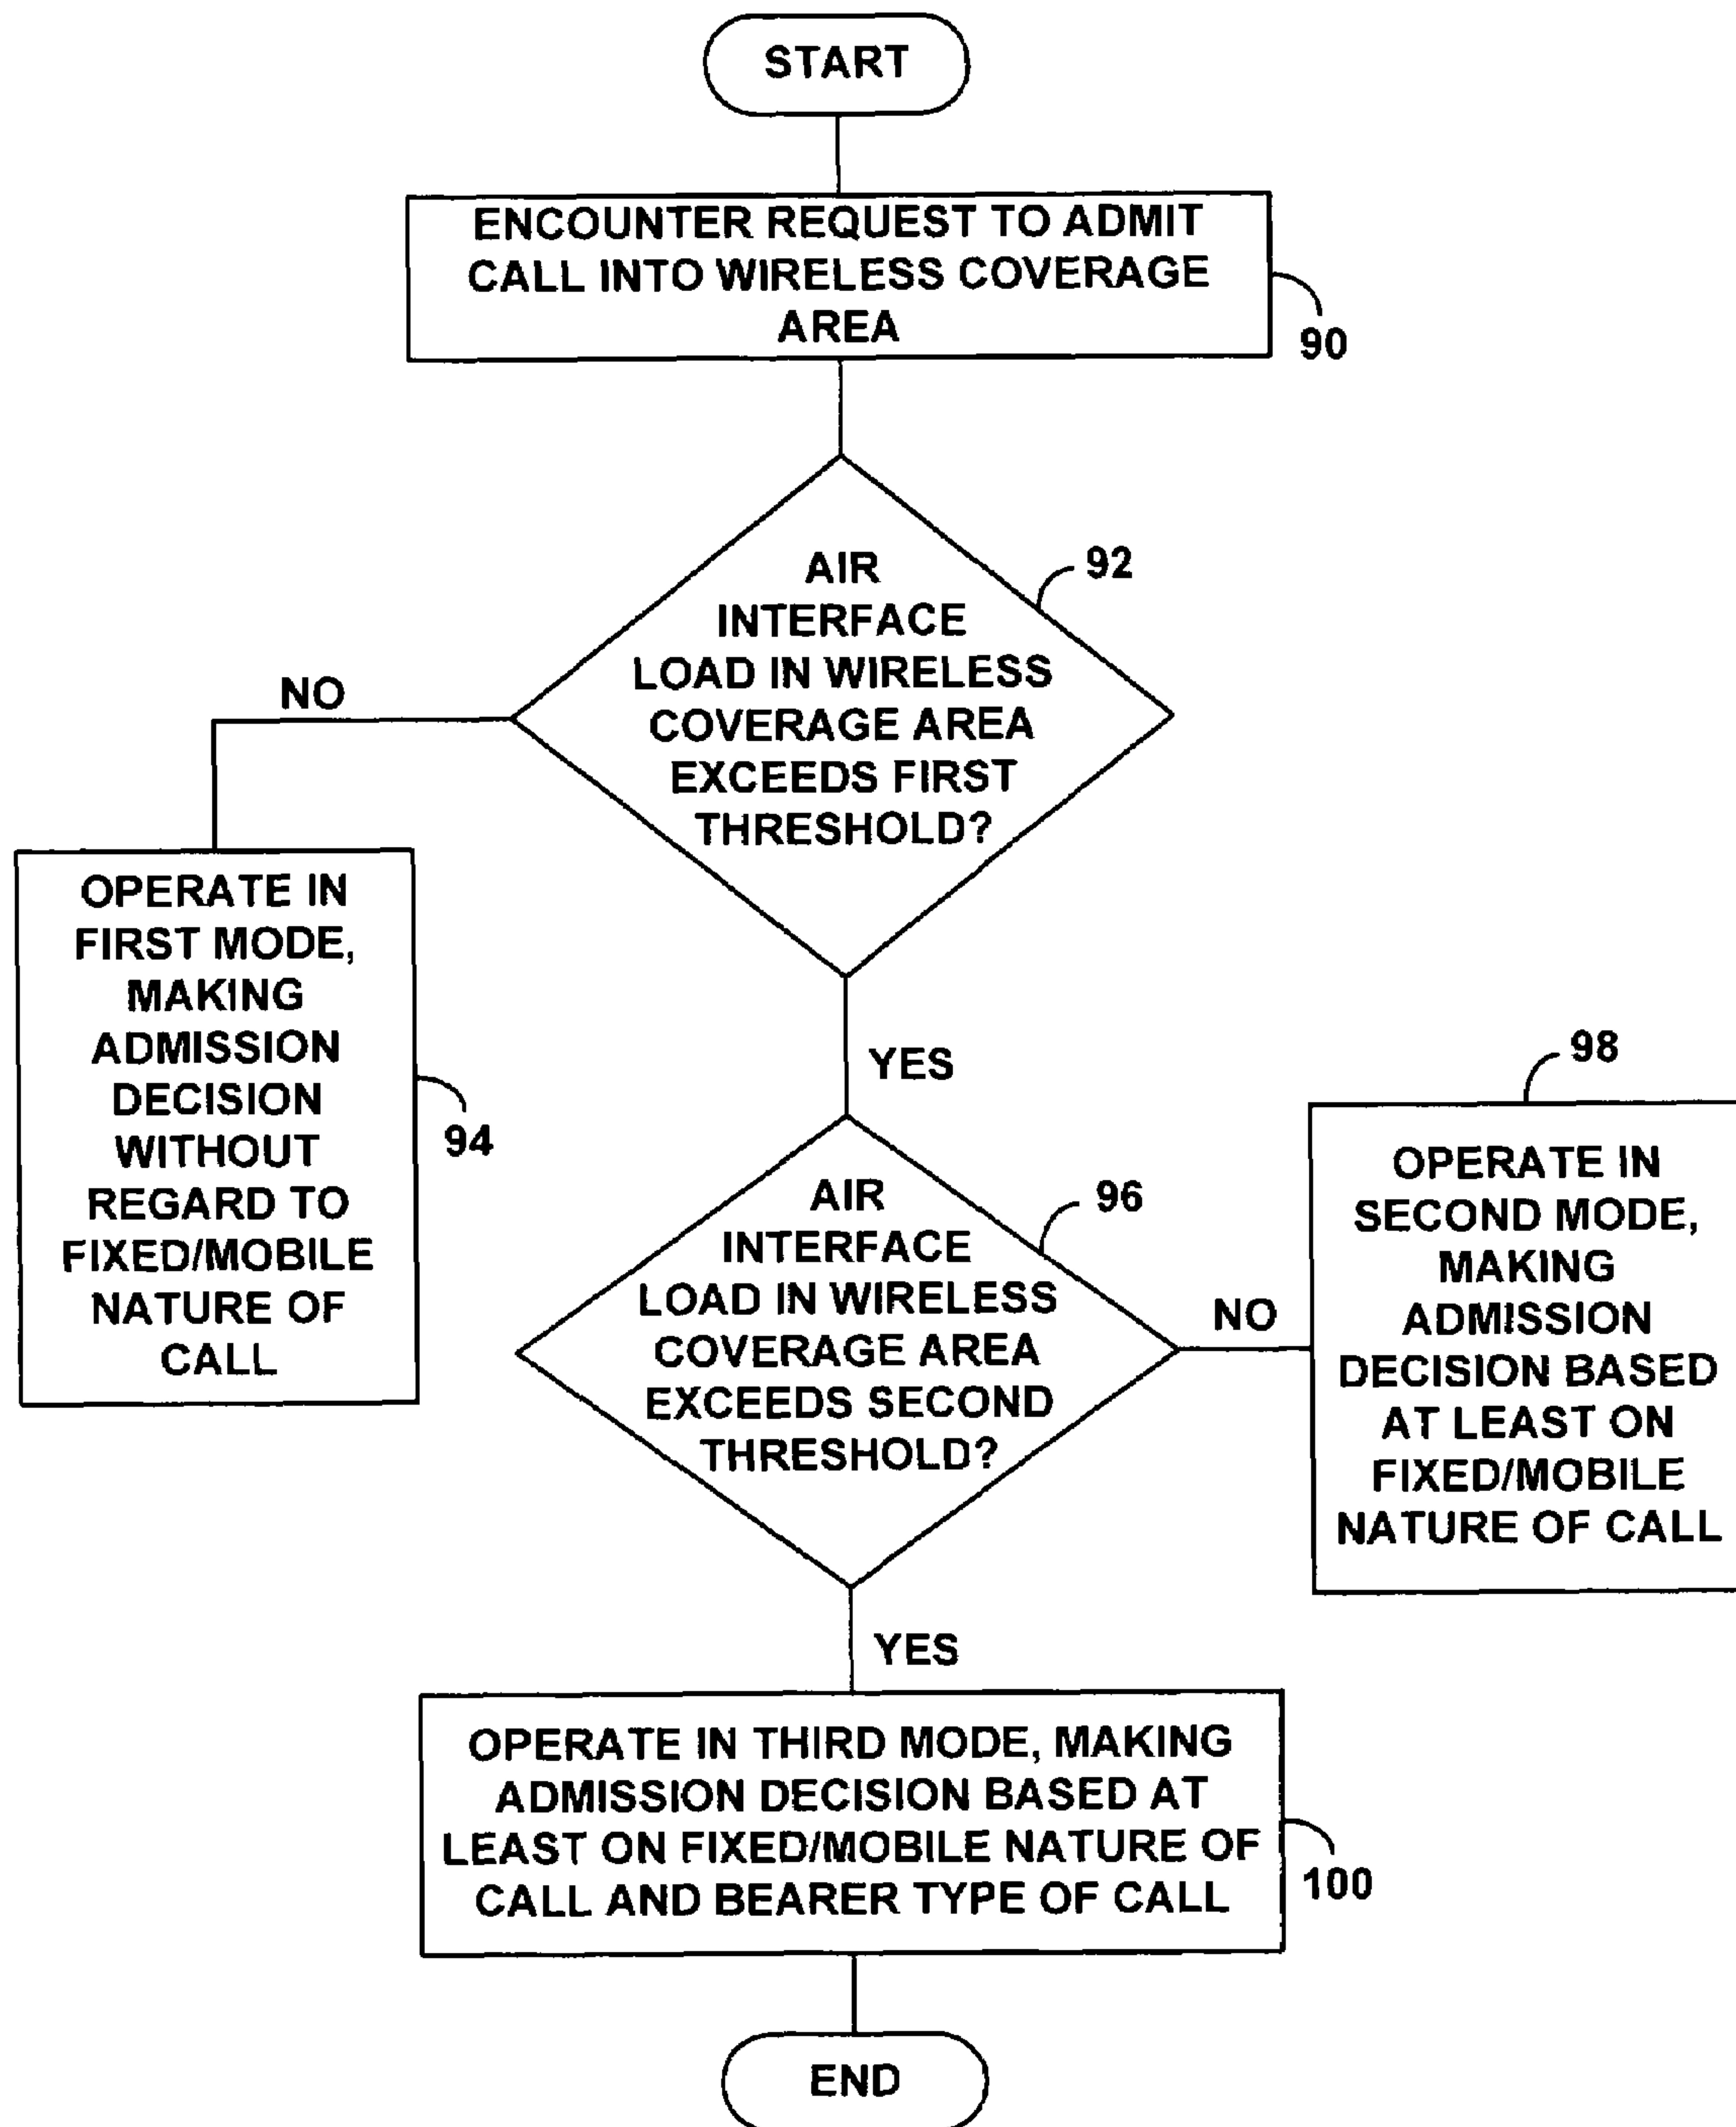 START
ENCOUNTER REQUEST TO ADMIT
CALL INTO WIRELESS COVERAGE
AREA
90
AIR
INTERFACE
LOAD IN WIRELESS
COVERAGE AREA
EXCEEDS FIRST
THRESHOLD?
92
NO
OPERATE IN
FIRST MODE,
MAKING
ADMISSION
DECISION
WITHOUT
REGARD TO
FIXED/MOBILE
NATURE OF
CALL
94
YES
AIR
INTERFACE
LOAD IN WIRELESS
COVERAGE AREA
EXCEEDS SECOND
THRESHOLD?
96
NO
98
OPERATE IN
SECOND MODE,
MAKING
ADMISSION
DECISION BASED
AT LEAST ON
FIXED/MOBILE
NATURE OF CALL
YES
OPERATE IN THIRD MODE, MAKING
ADMISSION DECISION BASED AT
LEAST ON FIXED/MOBILE NATURE OF
CALL AND BEARER TYPE OF CALL
100
END